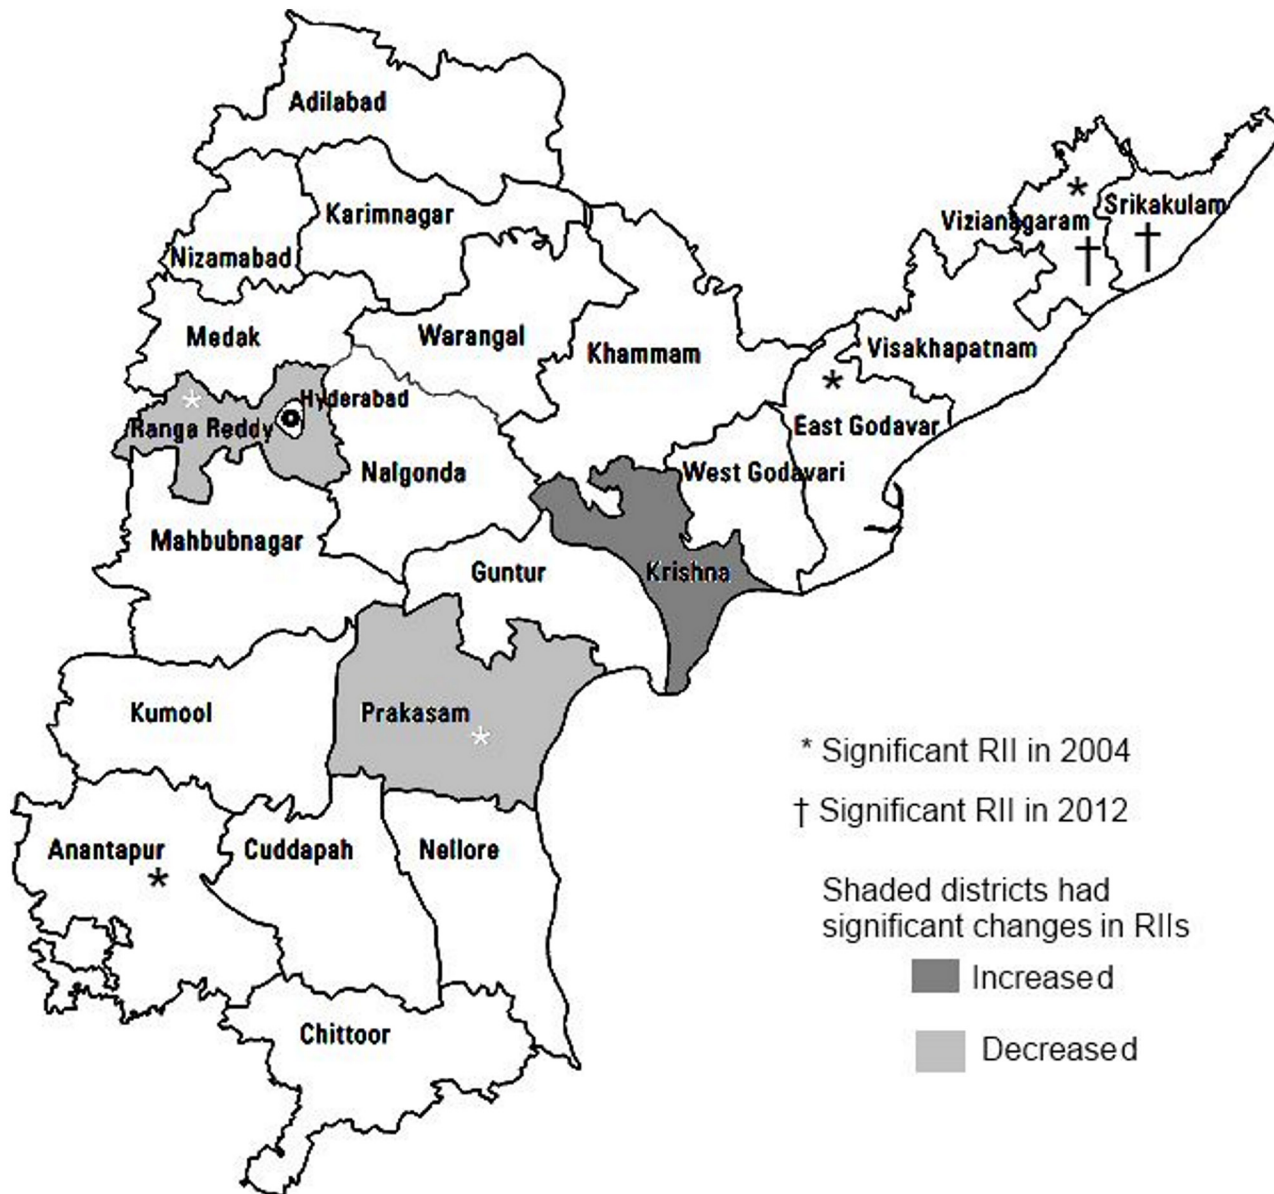 Adilabad
Karimnagar
Nizamabad
Vizianagaram
*
Srikakulam
†
†
Medak
Warangal
Khammam
Visakhapatnam
*
*
Hyderabad
Ranga Reddy
East Godavar
Nalgonda
West Godavari
Mahbubnagar
Guntur
Krishna
Kumool
Prakasam
*
* Significant RII in 2004
† Significant RII in 2012
Anantapur
*
Cuddapah
Nellore
Shaded districts had
significant changes in RIIs
Increased
Chittoor
Decreased